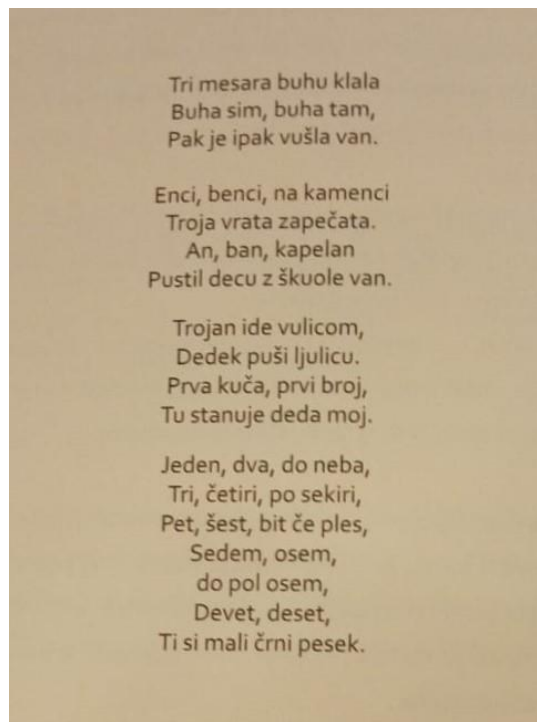 Tri mesara buhu klala
Buha sim, buha tam,
Pak je ipak vušla van.
Enci, benci, na kamenci
Troja vrata zapečata.
An, ban, kapelan
Pustil decu z škuole van.
Trojan ide vulicom,
Dedek puši ljulicu.
Prva kuča, prvi broj,
Tu stanuje deda moj.
Jeden, dva, do neba,
Tri, četiri, po sekiri,
Pet, šest, bit če ples,
Sedem, osem,
do pol osem,
Devet, deset,
Ti si mali črni pesek.